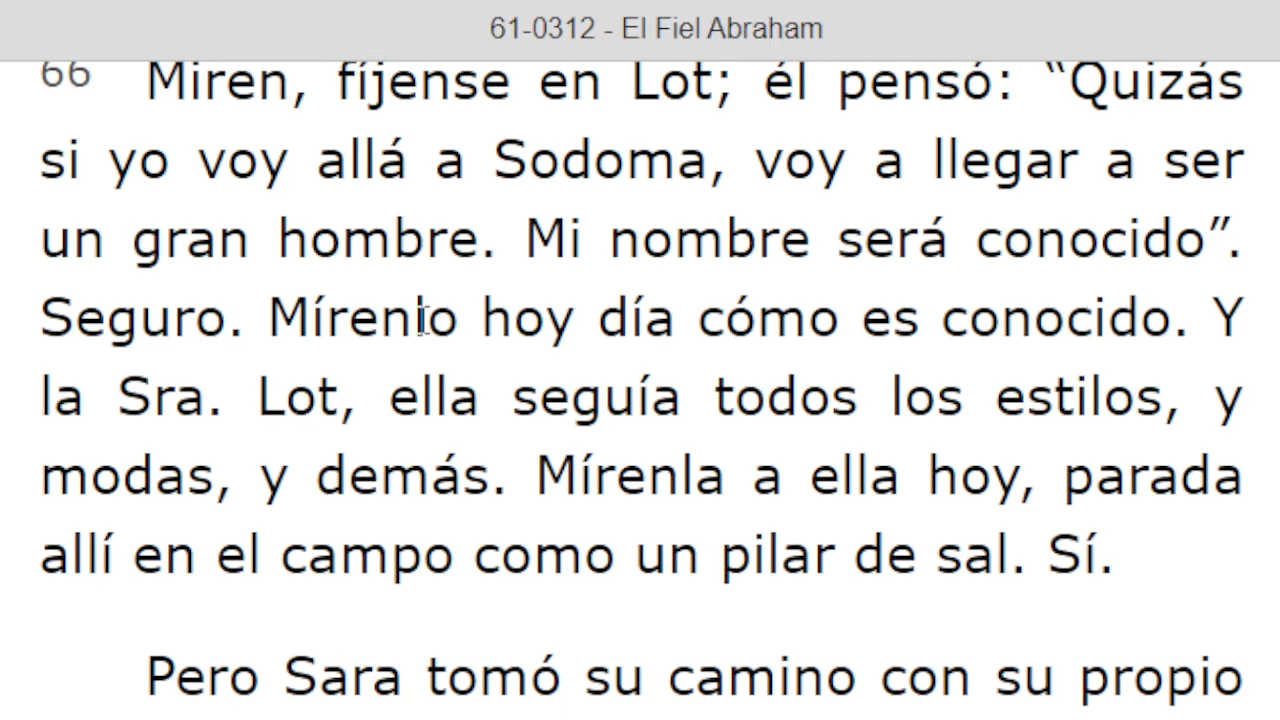 61-0312 - El Fiel Abraham
66 Miren, fíjense en Lot; él pensó: “Quizás
si yo voy allá a Sodoma, voy a llegar a ser
un gran hombre. Mi nombre será conocido”.
Seguro. Mírenlo hoy día cómo es conocido. Y
la Sra. Lot, ella seguía todos los estilos, y
modas, y demás. Mírenla a ella hoy, parada
allí en el campo como un pilar de sal. Sí.
Pero Sara tomó su camino con su propio